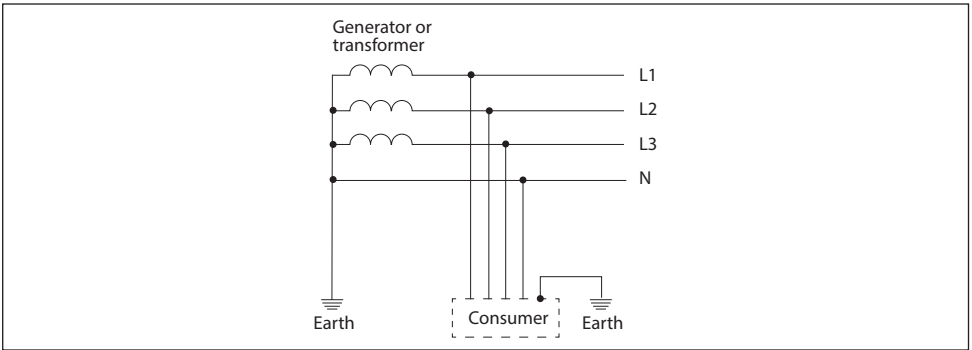 Generator or
transformer
L1
L2
L3
N
Earth
Consumer
Earth